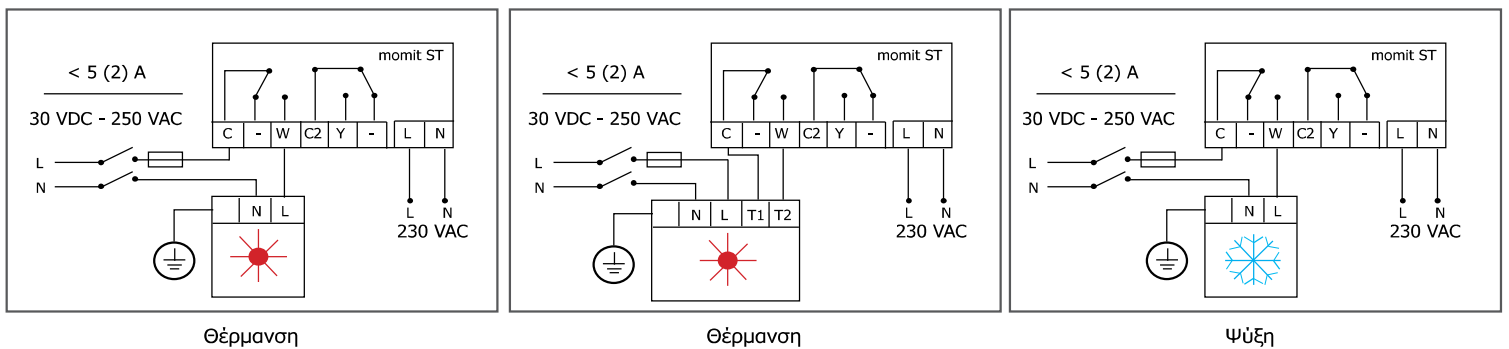 momit ST
< 5 (2) A
30 VDC - 250 VAC
C - W C2 Y - L N
L
N
N L
L N
230 VAC
Θέρμανση
momit ST
< 5 (2) A
30 VDC - 250 VAC
C - W C2 Y - L N
L
N
N L T1 T2
L N
230 VAC
Θέρμανση
momit ST
< 5 (2) A
30 VDC - 250 VAC
C - W C2 Y - L N
L
N
N L
L N
230 VAC
Ψύξη